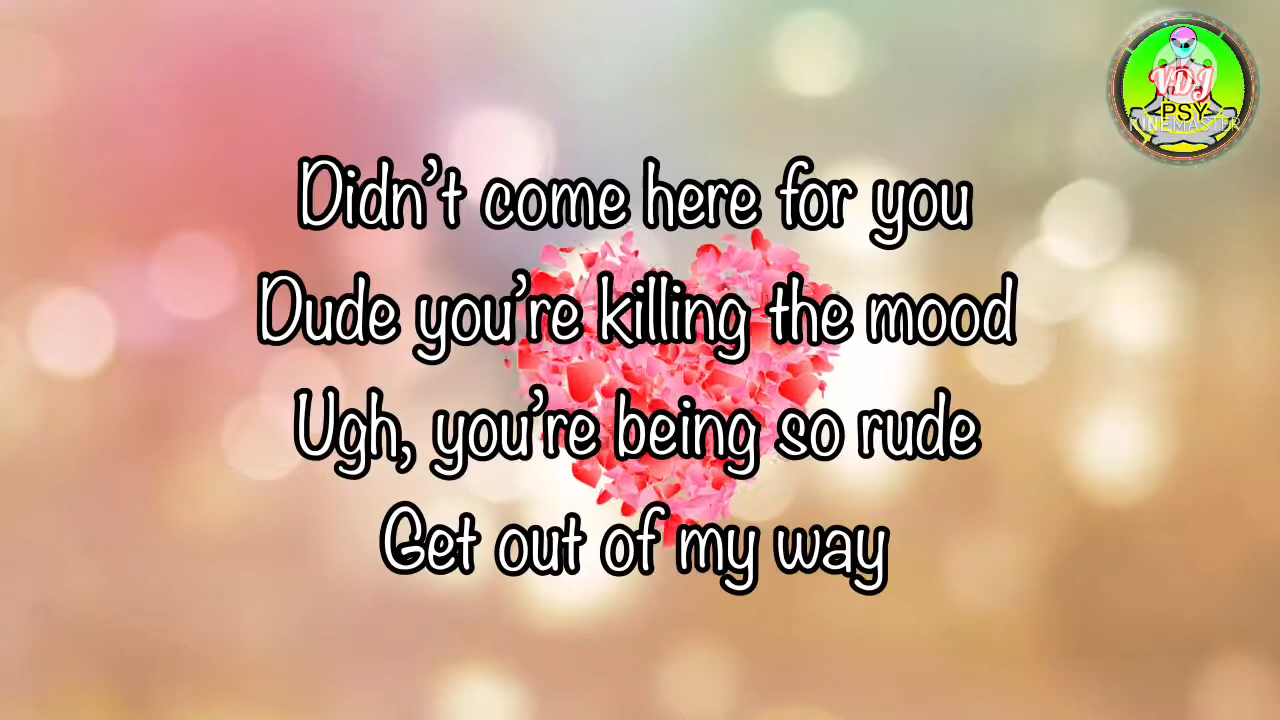 VDJ
PSY
KINEMASTER
Didn't come here for you
Dude you're killing the mood
Ugh, you're being so rude
Get out of my way